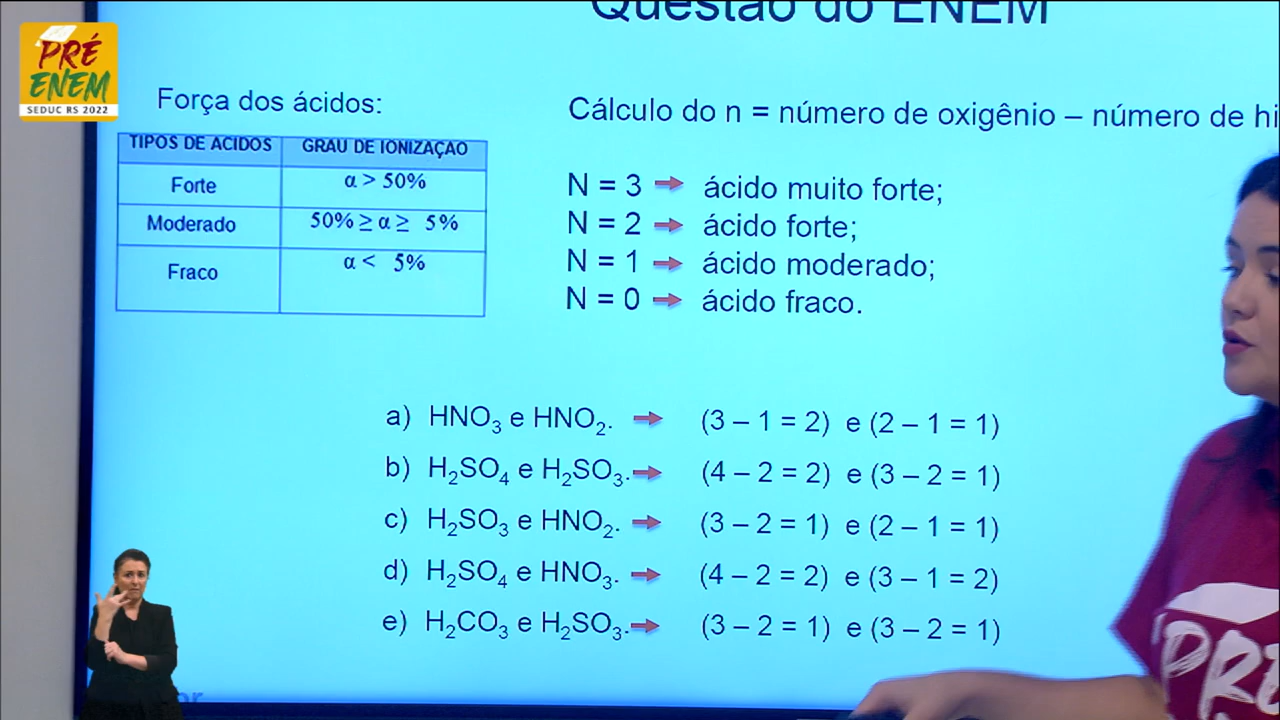 Questão do ENEM
PRÉ
ENEM
SEDUC RS 2022
Força dos ácidos:
TIPOS DE ACIDOS GRAU DE IONIZAÇAO
Forte α > 50%
Moderado 50% ≥ α ≥ 5%
Fraco α < 5%
Cálculo do n = número de oxigênio – número de hi
N = 3 → ácido muito forte;
N = 2 → ácido forte;
N = 1 → ácido moderado;
N = 0 → ácido fraco.
a) HNO₃ e HNO₂. → (3 – 1 = 2) e (2 – 1 = 1)
b) H₂SO₄ e H₂SO₃. → (4 – 2 = 2) e (3 – 2 = 1)
c) H₂SO₃ e HNO₂. → (3 – 2 = 1) e (2 – 1 = 1)
d) H₂SO₄ e HNO₃. → (4 – 2 = 2) e (3 – 1 = 2)
e) H₂CO₃ e H₂SO₃. → (3 – 2 = 1) e (3 – 2 = 1)
PRÉ